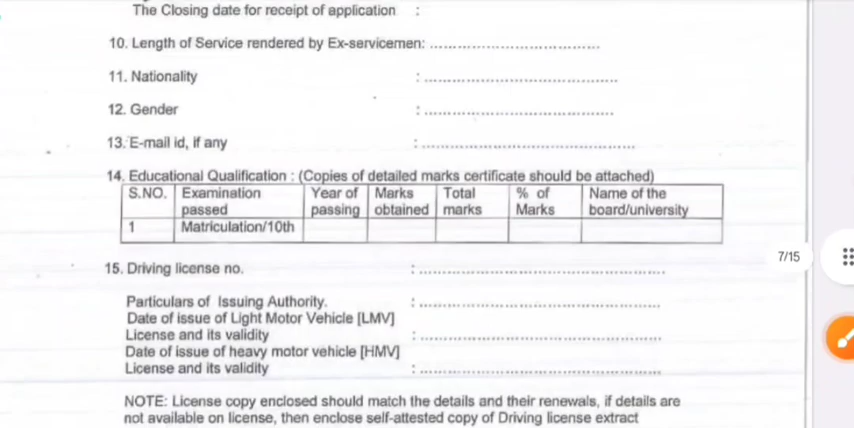 The Closing date for receipt of application :
10. Length of Service rendered by Ex-servicemen: ........................................
11. Nationality : ........................................
12. Gender : ........................................
13. E-mail id, if any : ........................................
14. Educational Qualification : (Copies of detailed marks certificate should be attached)
S.NO. Examination passed Year of passing Marks obtained Total marks % of Marks Name of the board/university
1 Matriculation/10th
15. Driving license no. : ........................................
Particulars of Issuing Authority. : ........................................
Date of issue of Light Motor Vehicle [LMV]
License and its validity : ........................................
Date of issue of heavy motor vehicle [HMV]
License and its validity : ........................................
NOTE: License copy enclosed should match the details and their renewals, if details are
not available on license, then enclose self-attested copy of Driving license extract
7/15